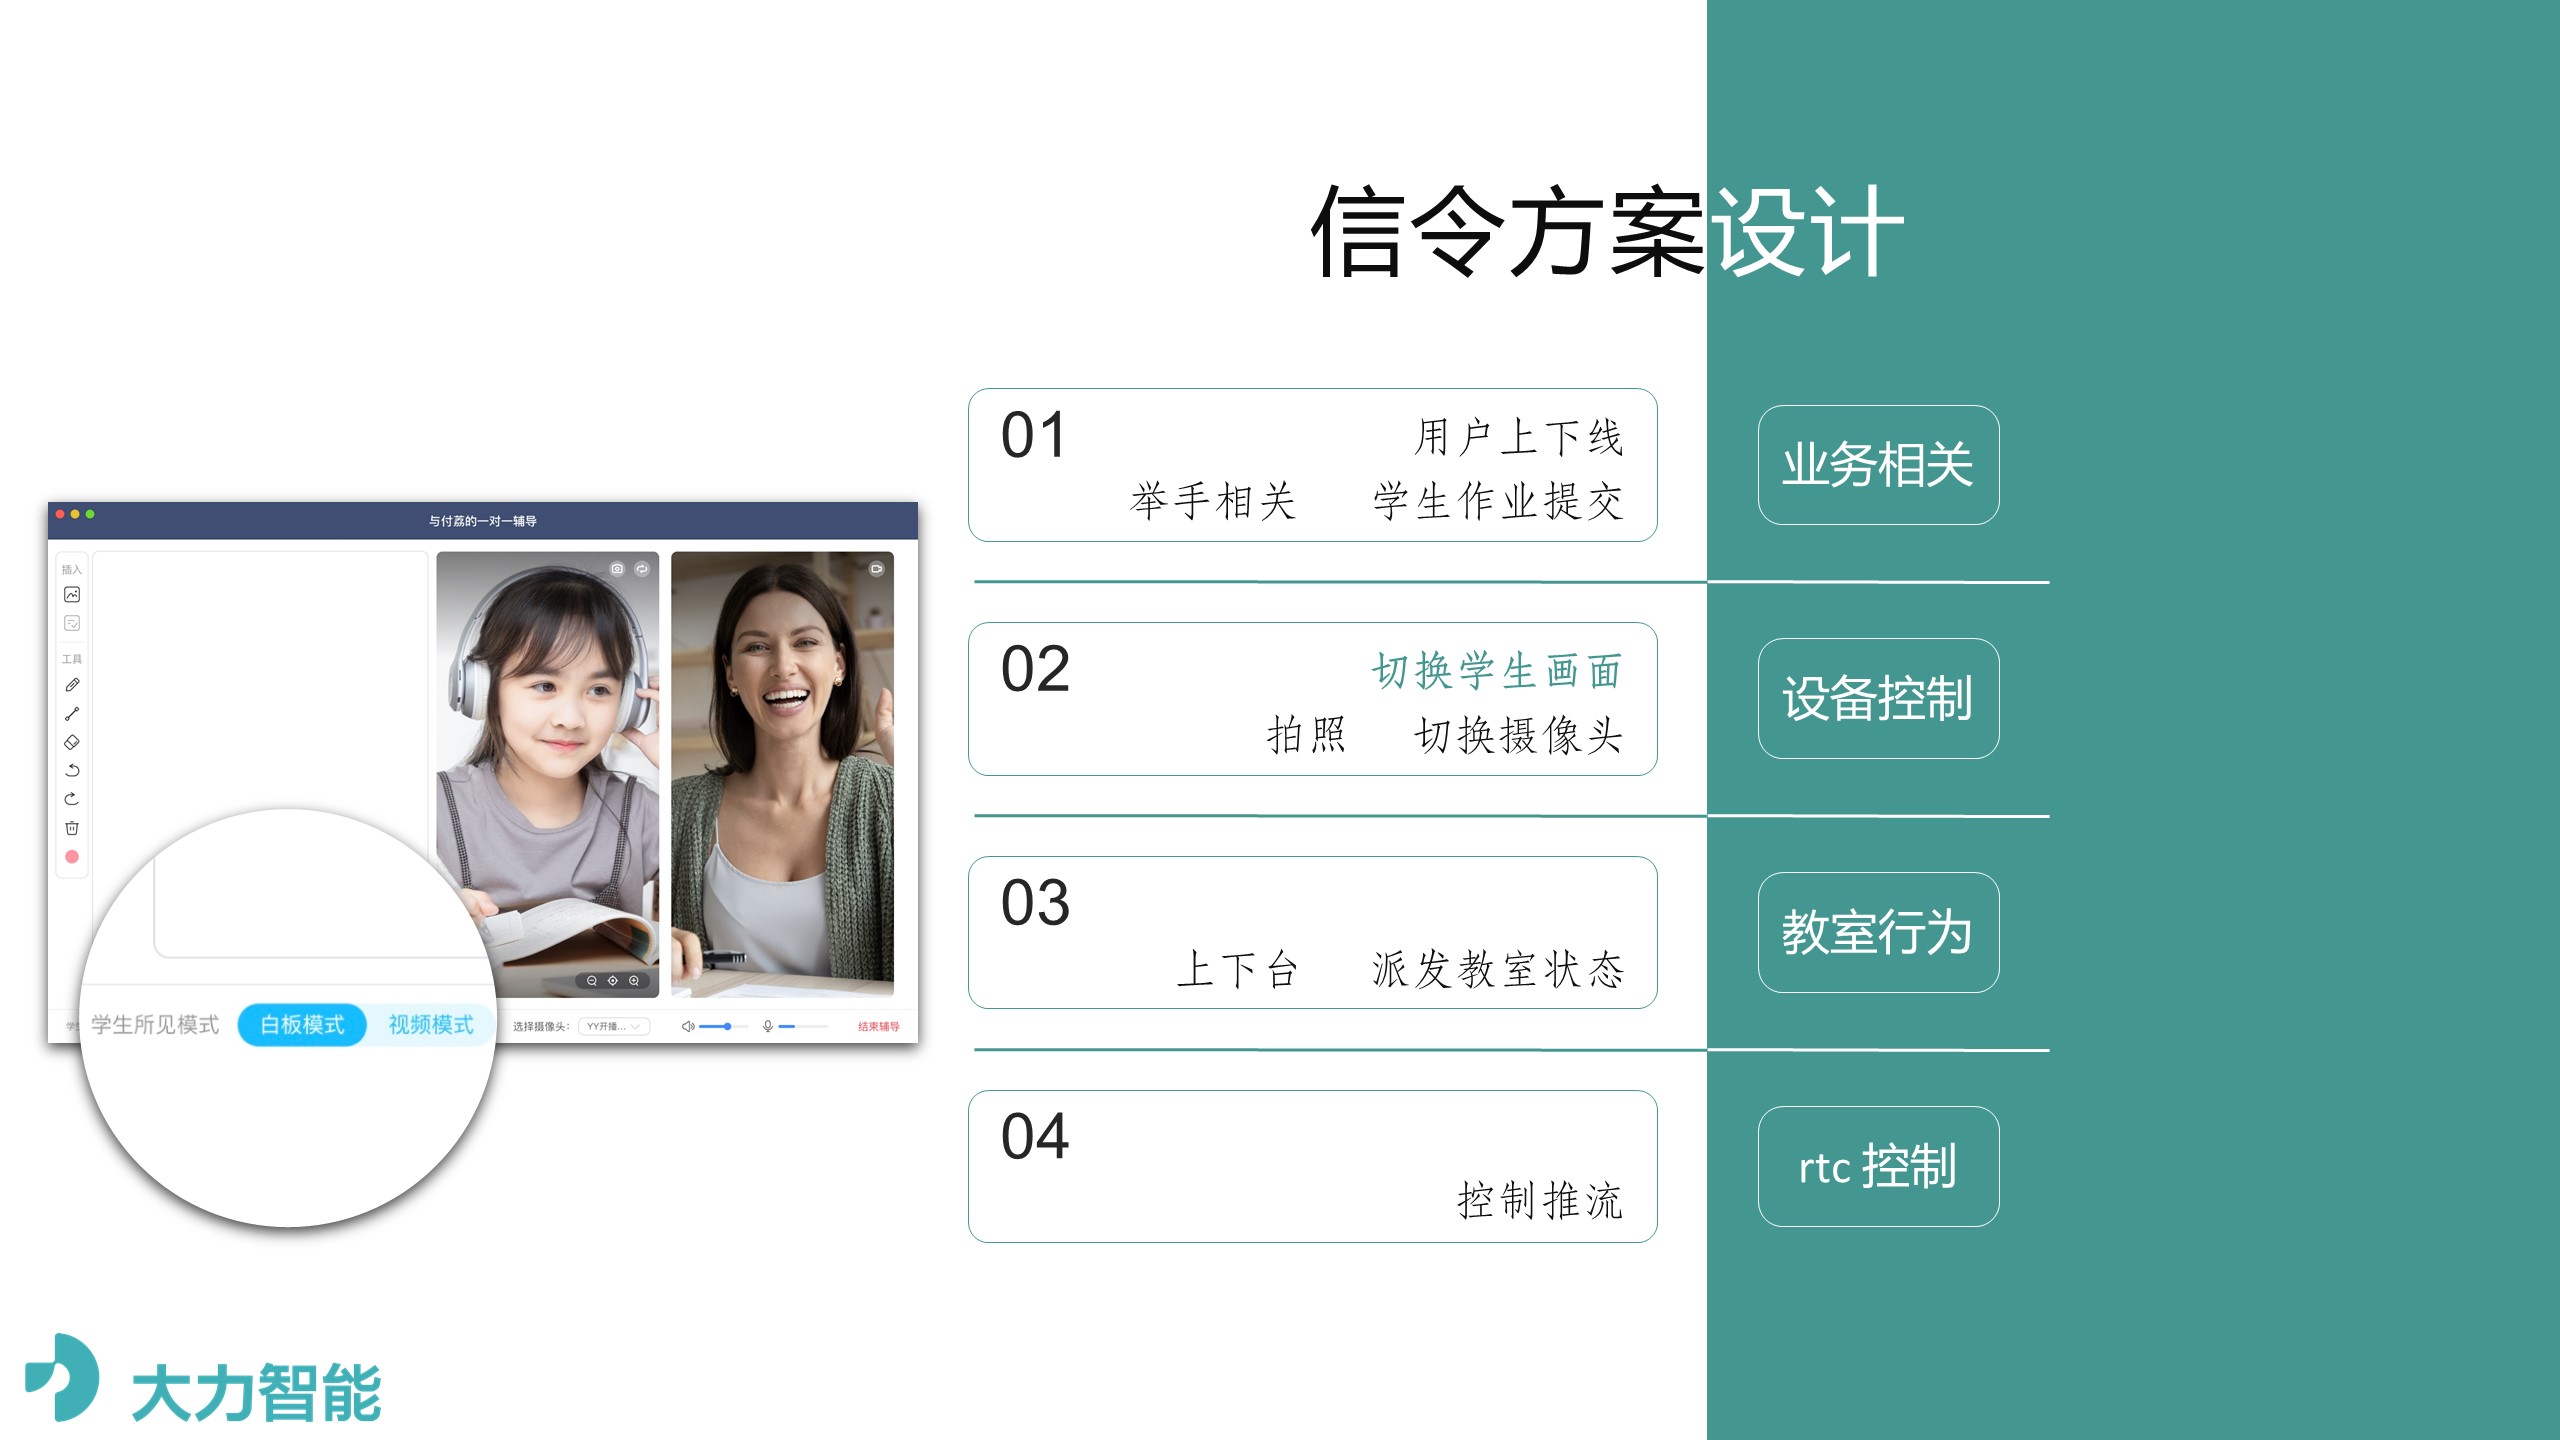 信令方案设计
01
用户上下线
举手相关 学生作业提交
业务相关
02
切换学生画面
拍照 切换摄像头
设备控制
03
上下台 派发教室状态
教室行为
04
控制推流
rtc 控制
与付荔的一对一辅导
插入
工具
学生所见模式 白板模式 视频模式
选择摄像头： YY开播...
结束辅导
大力智能